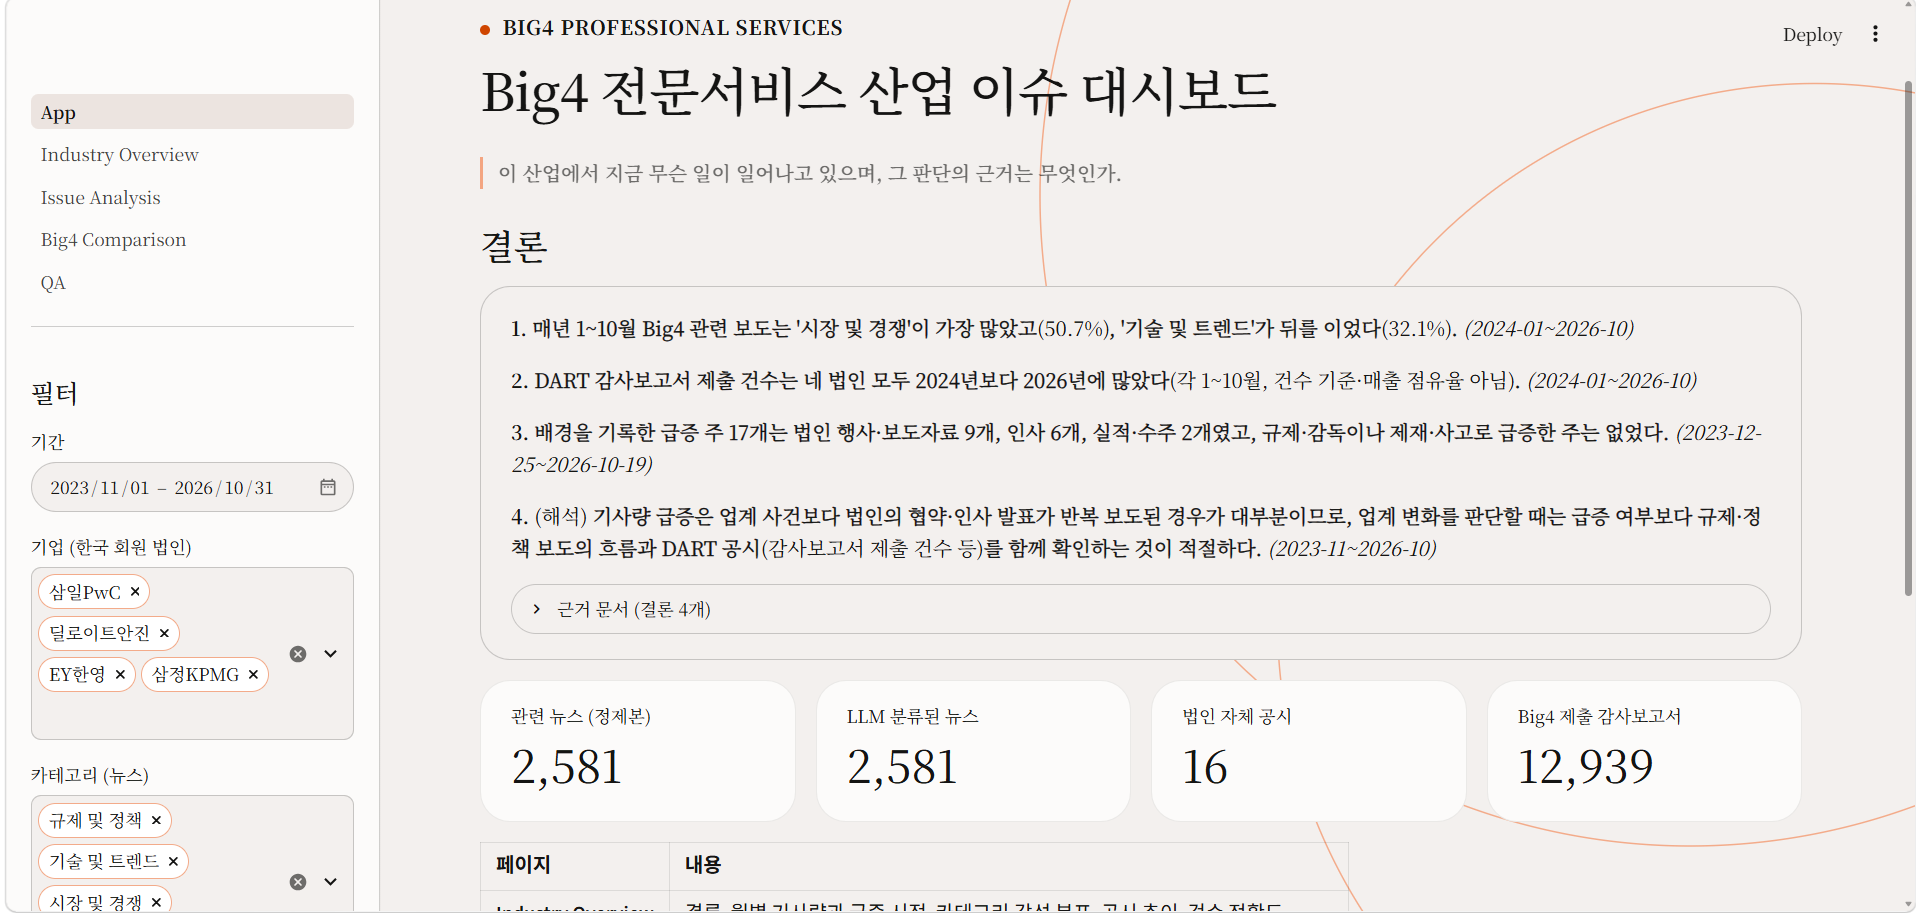 BIG4 PROFESSIONAL SERVICES
Deploy
Big4 전문서비스 산업 이슈 대시보드
이 산업에서 지금 무슨 일이 일어나고 있으며, 그 판단의 근거는 무엇인가.
App
Industry Overview
Issue Analysis
Big4 Comparison
QA
필터
기간
2023/11/01 – 2026/10/31
기업 (한국 회원 법인)
삼일PwC
딜로이트안진
EY한영 삼정KPMG
카테고리 (뉴스)
규제 및 정책
기술 및 트렌드
시장 및 경쟁
결론
1. 매년 1~10월 Big4 관련 보도는 '시장 및 경쟁'이 가장 많았고(50.7%), '기술 및 트렌드'가 뒤를 이었다(32.1%). (2024-01~2026-10)
2. DART 감사보고서 제출 건수는 네 법인 모두 2024년보다 2026년에 많았다(각 1~10월, 건수 기준·매출 점유율 아님). (2024-01~2026-10)
3. 배경을 기록한 급증 주 17개는 법인 행사·보도자료 9개, 인사 6개, 실적·수주 2개였고, 규제·감독이나 제재·사고로 급증한 주는 없었다. (2023-12-
25~2026-10-19)
4. (해석) 기사량 급증은 업계 사건보다 법인의 협약·인사 발표가 반복 보도된 경우가 대부분이므로, 업계 변화를 판단할 때는 급증 여부보다 규제·정
책 보도의 흐름과 DART 공시(감사보고서 제출 건수 등)를 함께 확인하는 것이 적절하다. (2023-11~2026-10)
근거 문서 (결론 4개)
관련 뉴스 (정제본)
2,581
LLM 분류된 뉴스
2,581
법인 자체 공시
16
Big4 제출 감사보고서
12,939
페이지 내용